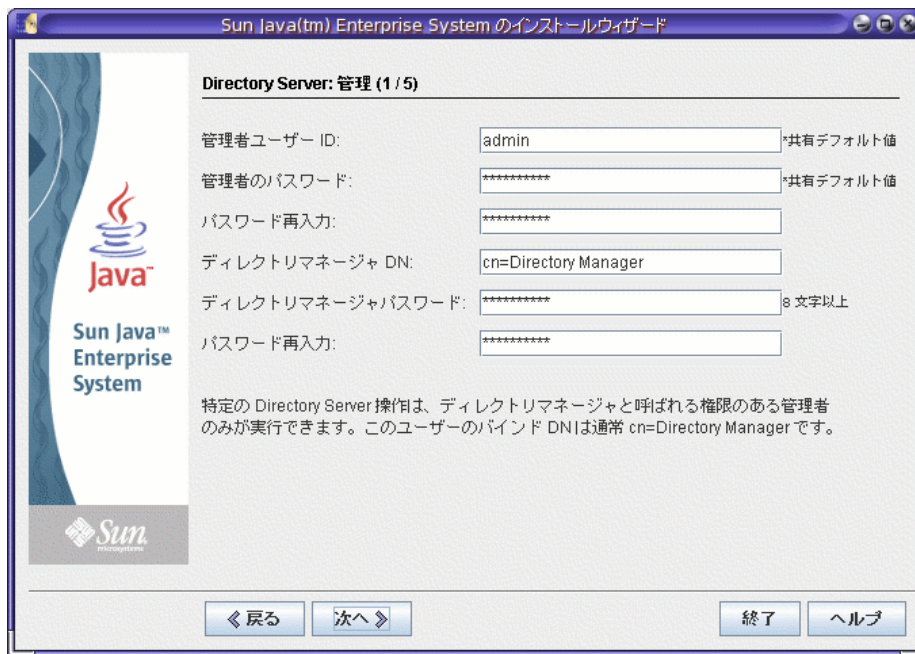 Sun Java(tm) Enterprise System のインストールウィザード
Directory Server: 管理 (1 / 5)
管理者ユーザー ID:
admin
*共有デフォルト値
管理者のパスワード:
**********
*共有デフォルト値
パスワード再入力:
**********
ディレクトリマネージャ DN:
cn=Directory Manager
ディレクトリマネージャパスワード:
**********
8 文字以上
パスワード再入力:
**********
特定の Directory Server 操作は、ディレクトリマネージャと呼ばれる権限のある管理者
のみが実行できます。このユーザーのバインド DN は通常 cn=Directory Manager です。
Java™
Sun Java™
Enterprise
System
Sun
microsystems
戻る
次へ
終了
ヘルプ